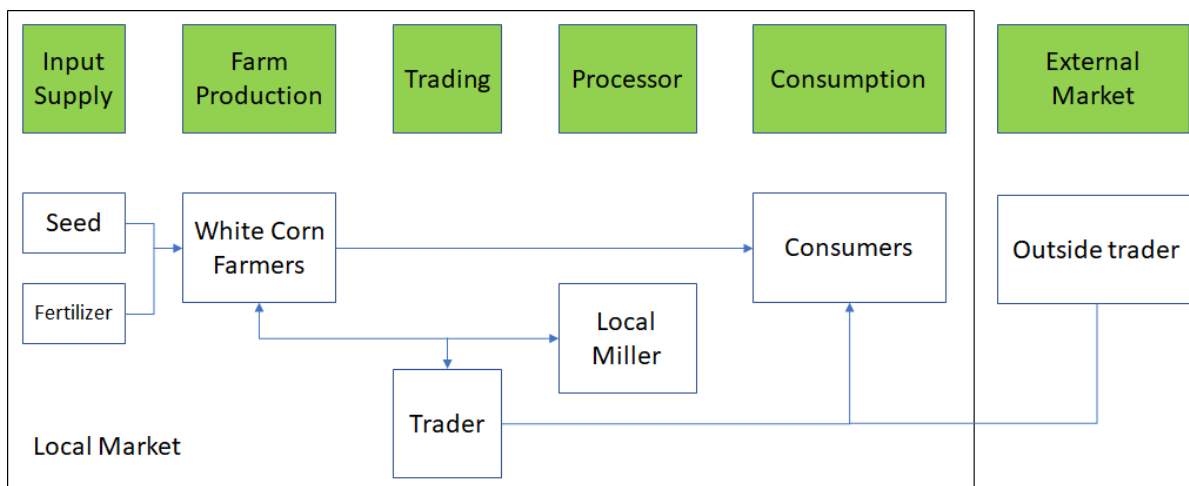 Input
Supply
Farm
Production
Trading
Processor
Consumption
External
Market
Seed
Fertilizer
White Corn
Farmers
Consumers
Outside trader
Local
Miller
Trader
Local Market